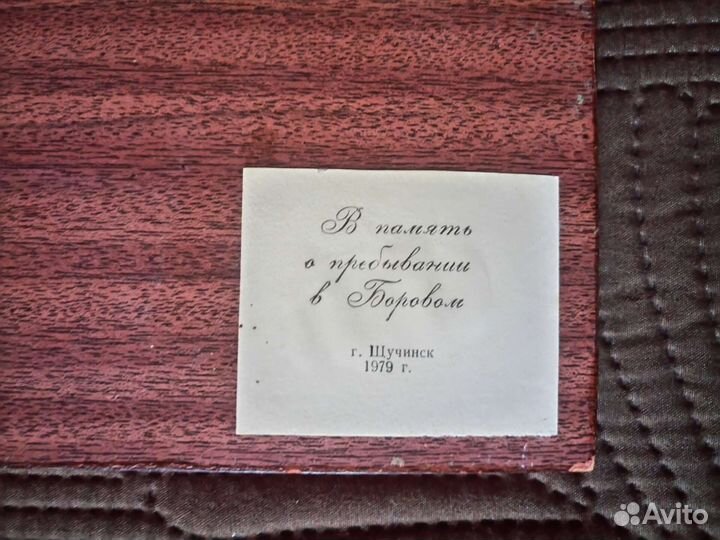 В память
о пребывании
в Боровом
г. Щучинск
1979 г.
Avito